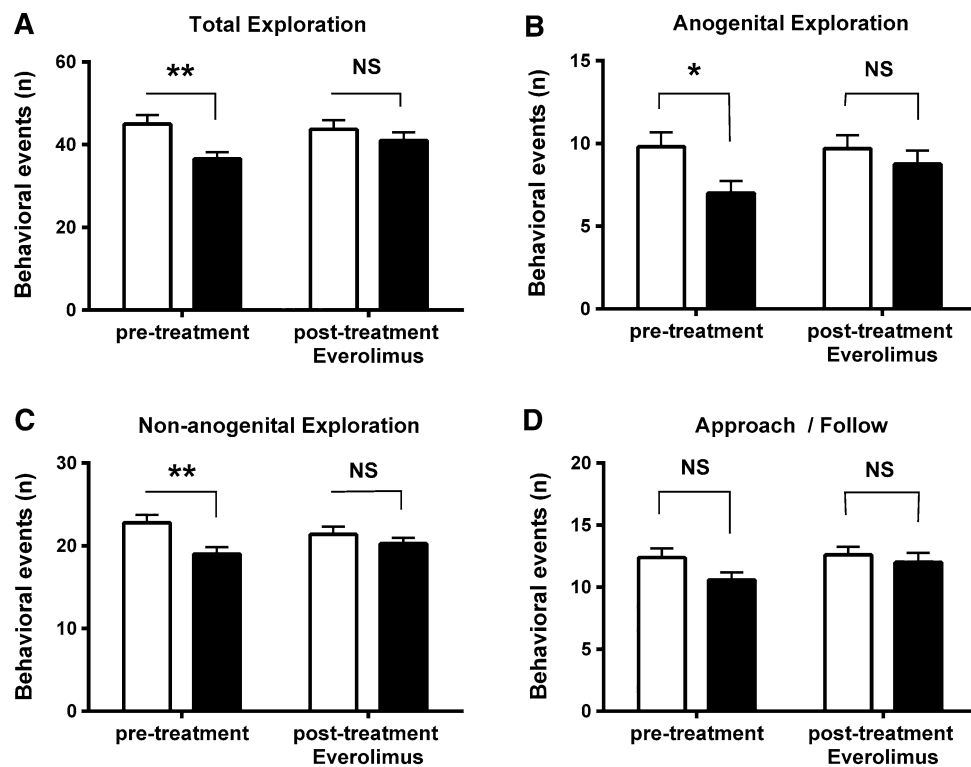 A
Total Exploration
Behavioral events (n)
60
40
20
0
**
NS
pre-treatment
post-treatment
Everolimus
B
Anogenital Exploration
Behavioral events (n)
15
10
5
0
*
NS
pre-treatment
post-treatment
Everolimus
C
Non-anogenital Exploration
Behavioral events (n)
30
20
10
0
**
NS
pre-treatment
post-treatment
Everolimus
D
Approach / Follow
Behavioral events (n)
20
15
10
5
0
NS
NS
pre-treatment
post-treatment
Everolimus